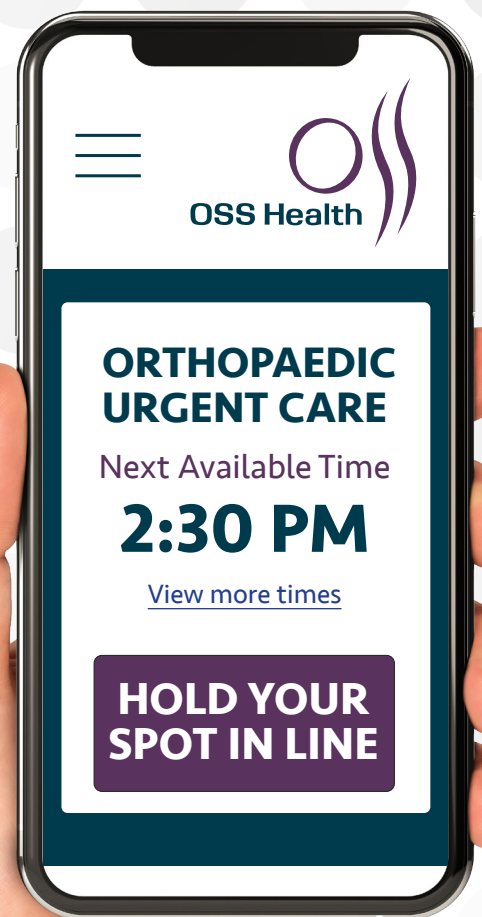 OSS Health
ORTHOPAEDIC
URGENT CARE
Next Available Time
2:30 PM
View more times
HOLD YOUR
SPOT IN LINE